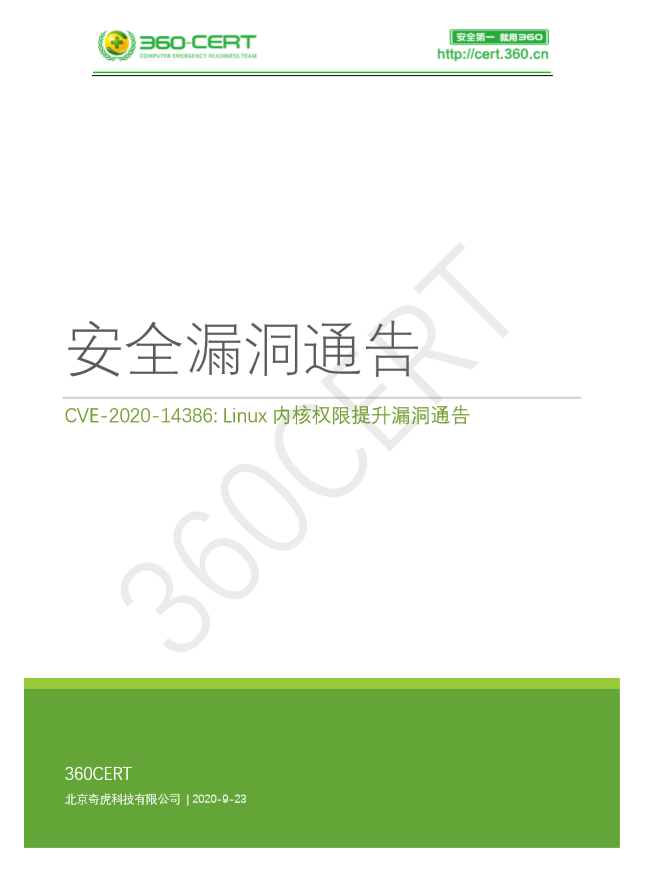 360-CERT
COMPUTER EMERGENCY READINESS TEAM
安全第一 就用360
http://cert.360.cn
安全漏洞通告
CVE-2020-14386: Linux 内核权限提升漏洞通告
360CERT
360CERT
北京奇虎科技有限公司 | 2020-9-23